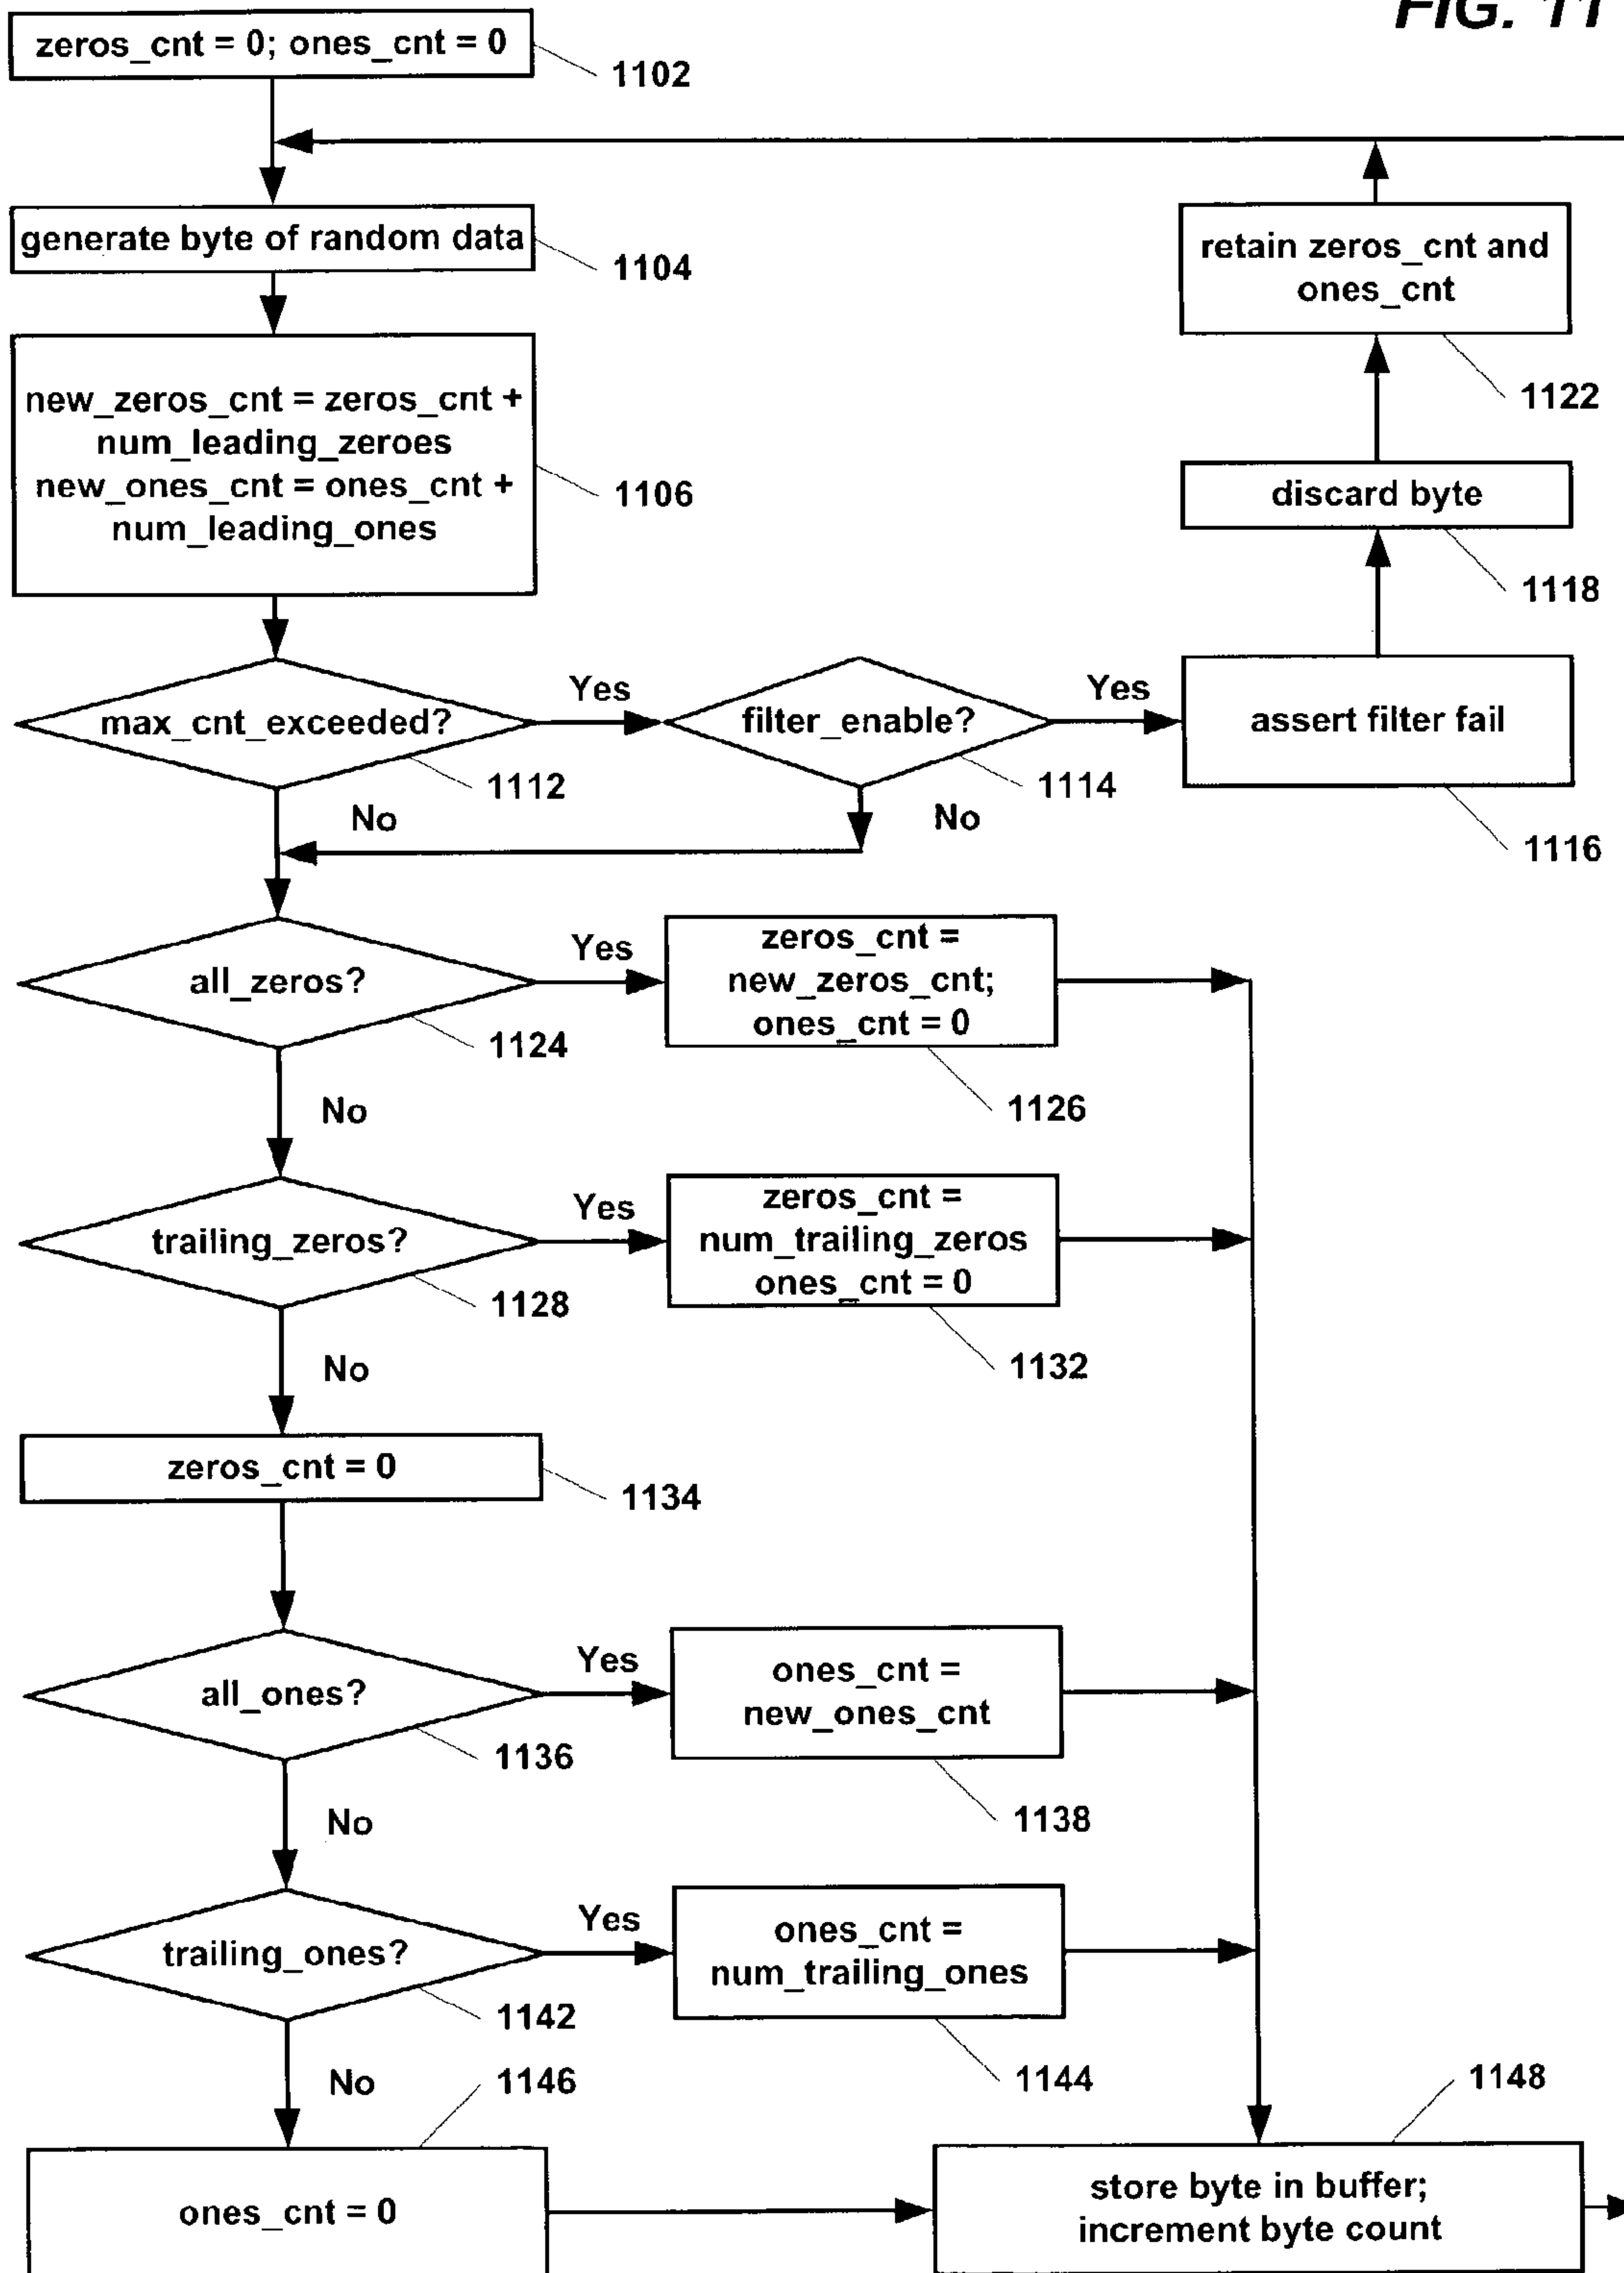 FIG. 11
zeros_cnt = 0; ones_cnt = 0
1102
generate byte of random data
1104
retain zeros_cnt and
ones_cnt
1122
new_zeros_cnt = zeros_cnt +
num_leading_zeroes
new_ones_cnt = ones_cnt +
num_leading_ones
1106
discard byte
1118
max_cnt_exceeded?
1112
Yes
No
filter_enable?
1114
Yes
No
assert filter fail
1116
all_zeros?
1124
Yes
No
zeros_cnt =
new_zeros_cnt;
ones_cnt = 0
1126
trailing_zeros?
1128
Yes
No
zeros_cnt =
num_trailing_zeros
ones_cnt = 0
1132
zeros_cnt = 0
1134
all_ones?
1136
Yes
No
ones_cnt =
new_ones_cnt
1138
trailing_ones?
1142
Yes
No
ones_cnt =
num_trailing_ones
1144
1146
ones_cnt = 0
1148
store byte in buffer;
increment byte count